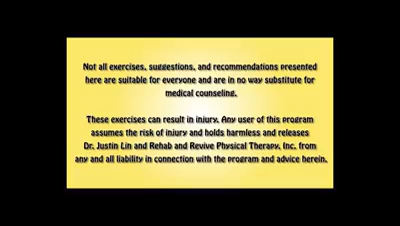 Not all exercises, suggestions, and recommendations presented
here are suitable for everyone and are in no way substitute for
medical counseling.
These exercises can result in injury. Any user of this program
assumes the risk of injury and holds harmless and releases
Dr. Justin Lin and Rehab and Revive Physical Therapy, Inc. from
any and all liability in connection with the program and advice herein.